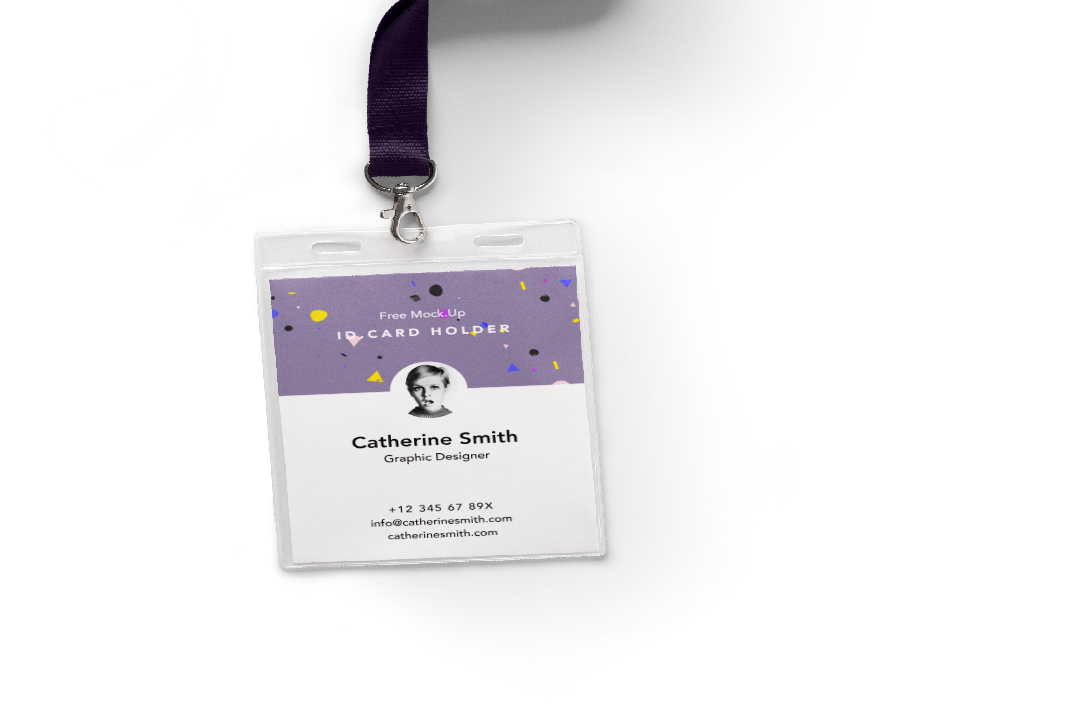 Free Mock Up
ID CARD HOLDER
Catherine Smith
Graphic Designer
+12 345 67 89X
info@catherinesmith.com
catherinesmith.com